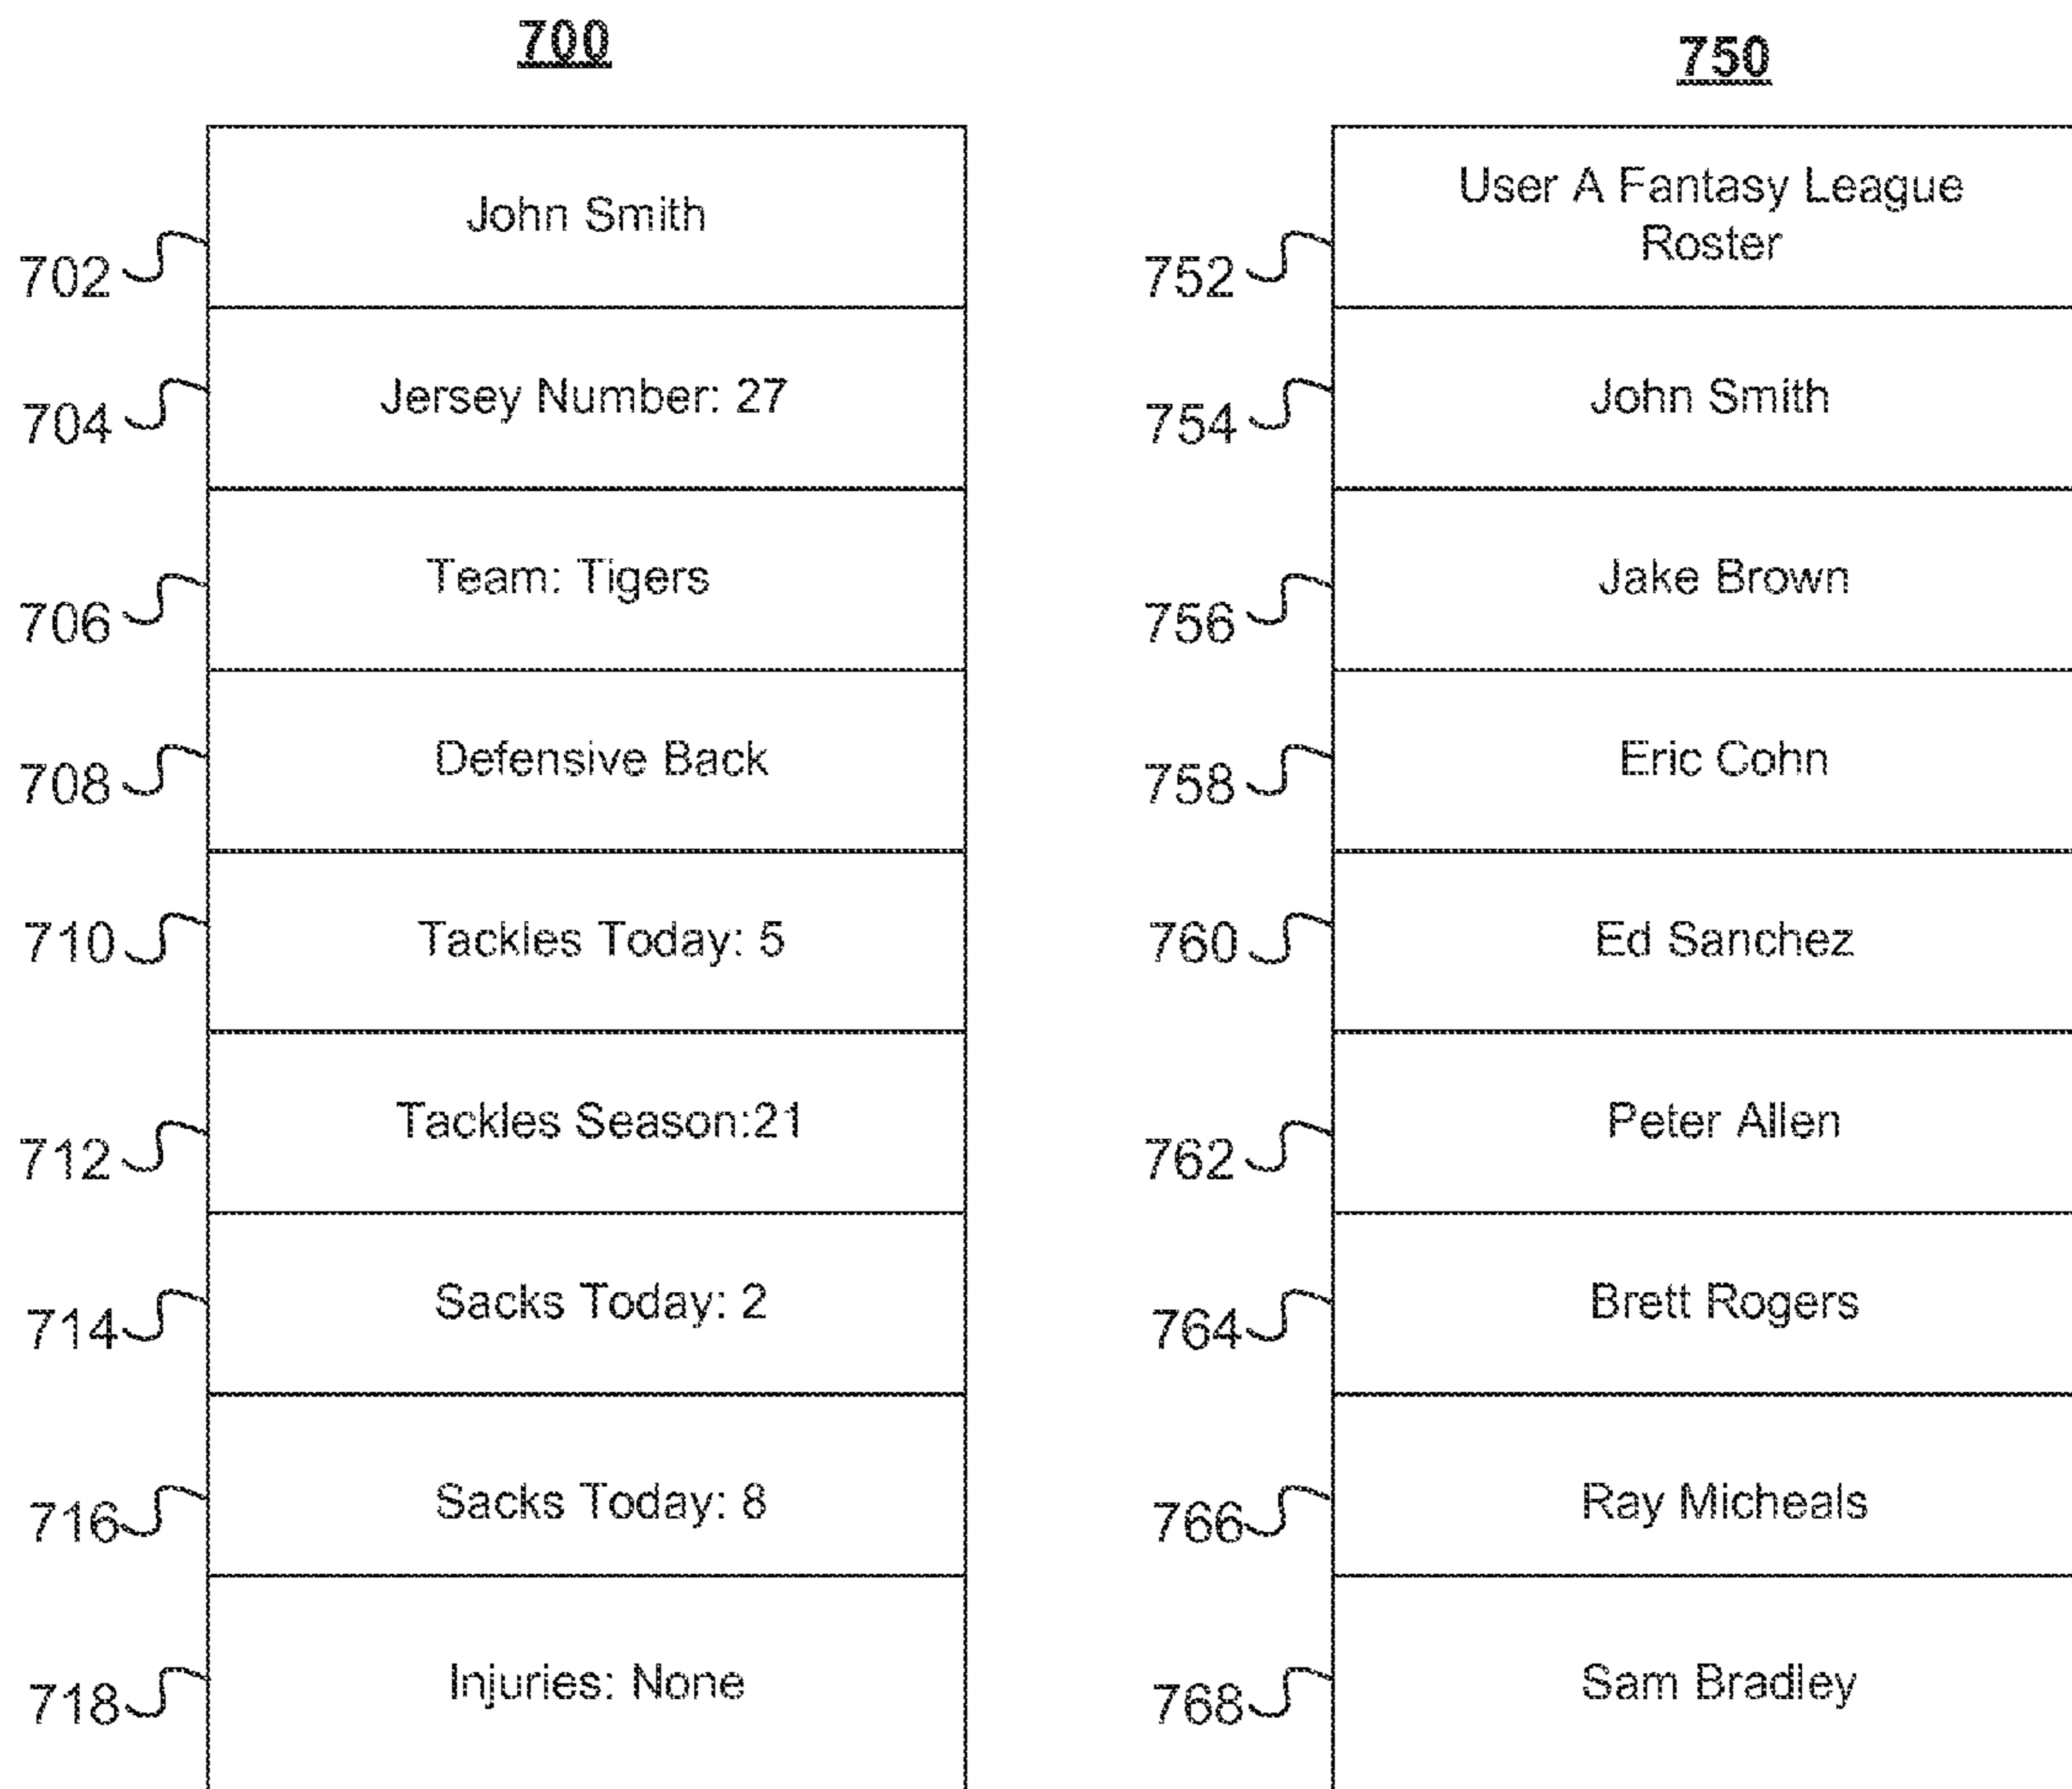 700
702
John Smith
704
Jersey Number: 27
706
Team: Tigers
708
Defensive Back
710
Tackles Today: 5
712
Tackles Season:21
714
Sacks Today: 2
716
Sacks Today: 8
718
Injuries: None
750
752
User A Fantasy League
Roster
754
John Smith
756
Jake Brown
758
Eric Cohn
760
Ed Sanchez
762
Peter Allen
764
Brett Rogers
766
Ray Micheals
768
Sam Bradley